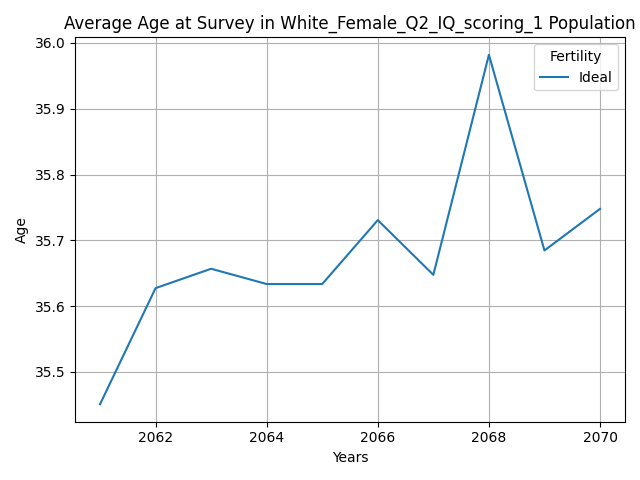 Average Age at Survey in White_Female_Q2_IQ_scoring_1 Population
36.0
Fertility
Ideal
35.9
35.8
35.7
35.6
35.5
Age
2062 2064 2066 2068 2070
Years